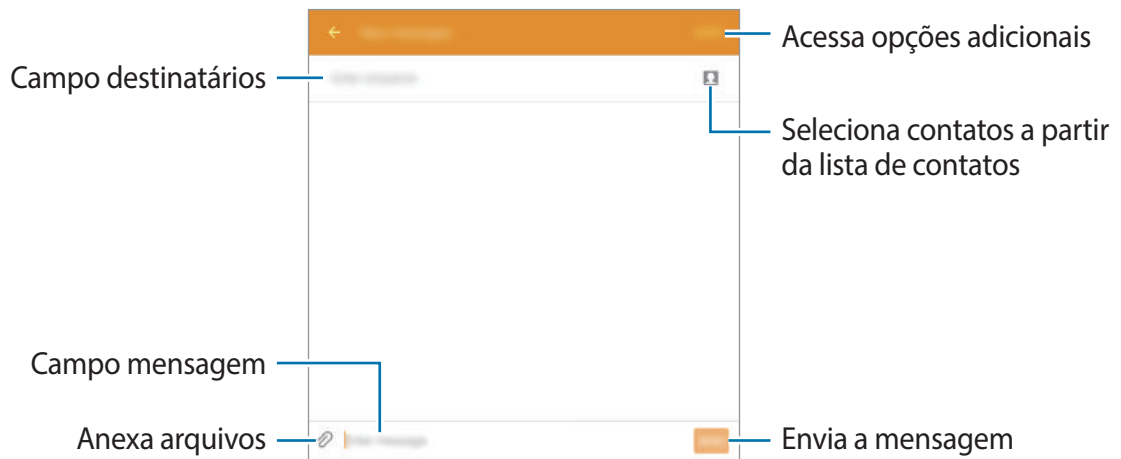 Acessa opções adicionais
Campo destinatários
Seleciona contatos a partir
da lista de contatos
Campo mensagem
Anexa arquivos
Envia a mensagem